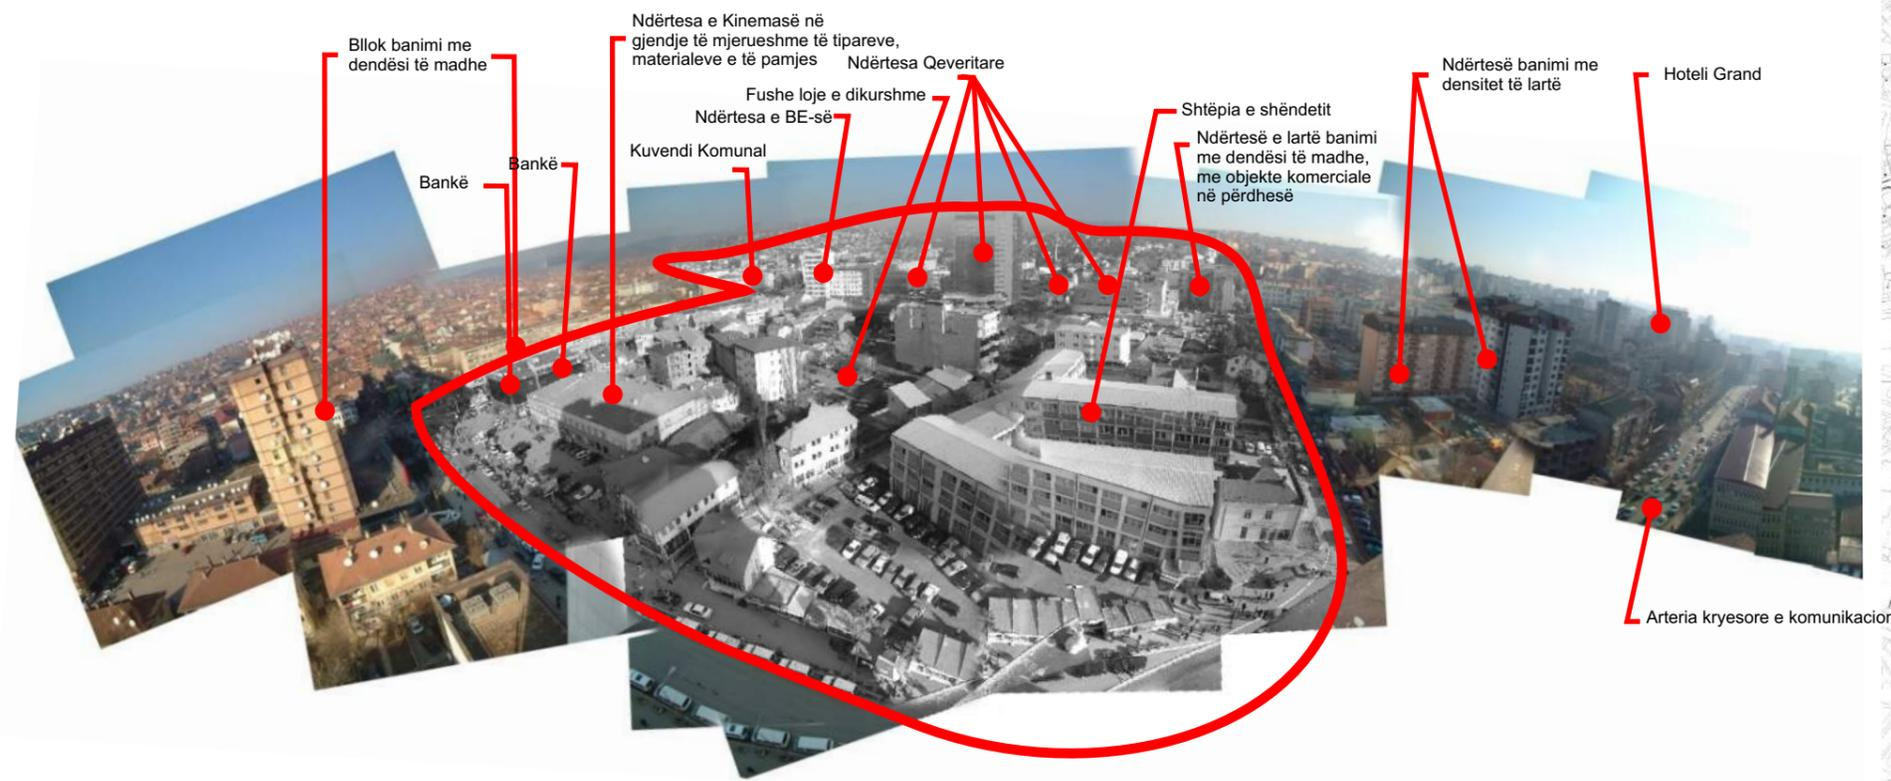 Bllok banimi me
dendësi të madhe
Ndërtesa e Kinemasë në
gjendje të mjerueshme të tipareve,
materialeve e të pamjes
Ndërtesa Qeveritare
Fushe loje e dikurshme
Ndërtesa e BE-së
Kuvendi Komunal
Bankë
Bankë
Shtëpia e shëndetit
Ndërtesë e lartë banimi
me dendësi të madhe,
me objekte komerciale
në përdhesë
Ndërtesë banimi me
densitet të lartë
Hoteli Grand
Arteria kryesore e komunikacion